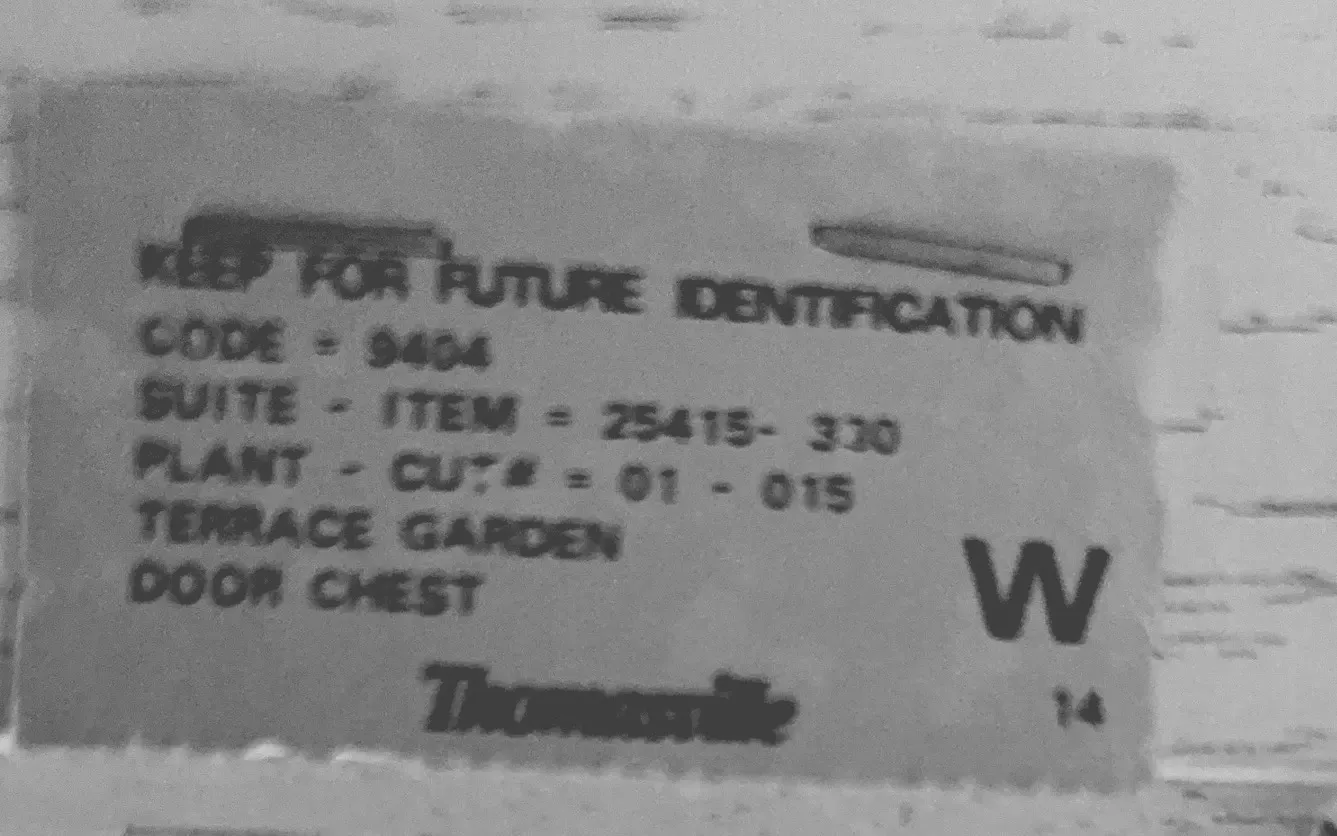 KEEP FOR FUTURE IDENTIFICATION
CODE = 9404
SUITE - ITEM = 25415- 330
PLANT - CUT# = 01 - 015
TERRACE GARDEN
DOOR CHEST
W
Thomasville
14